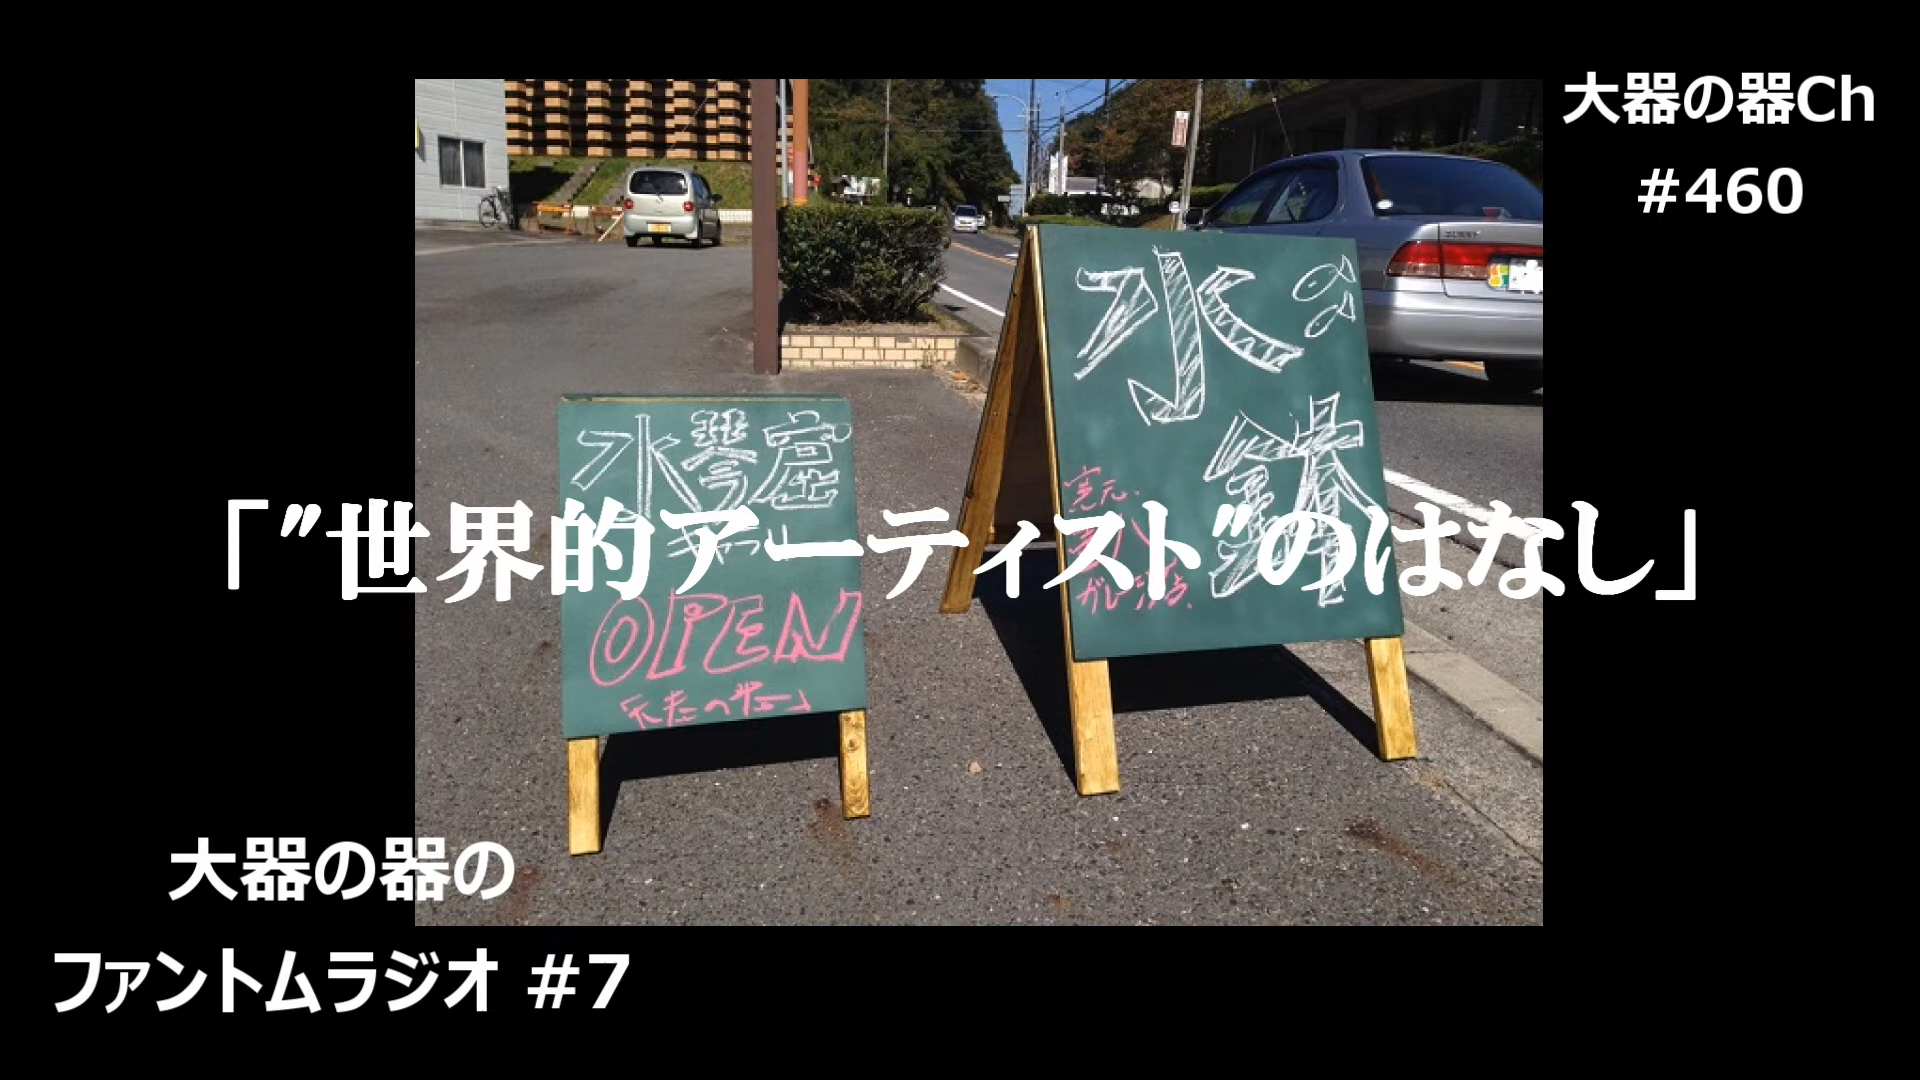 大器の器Ch
#460
水琴窟
OPEN
水
「"世界的アーティスト"のはなし」
大器の器の
ファントムラジオ #7